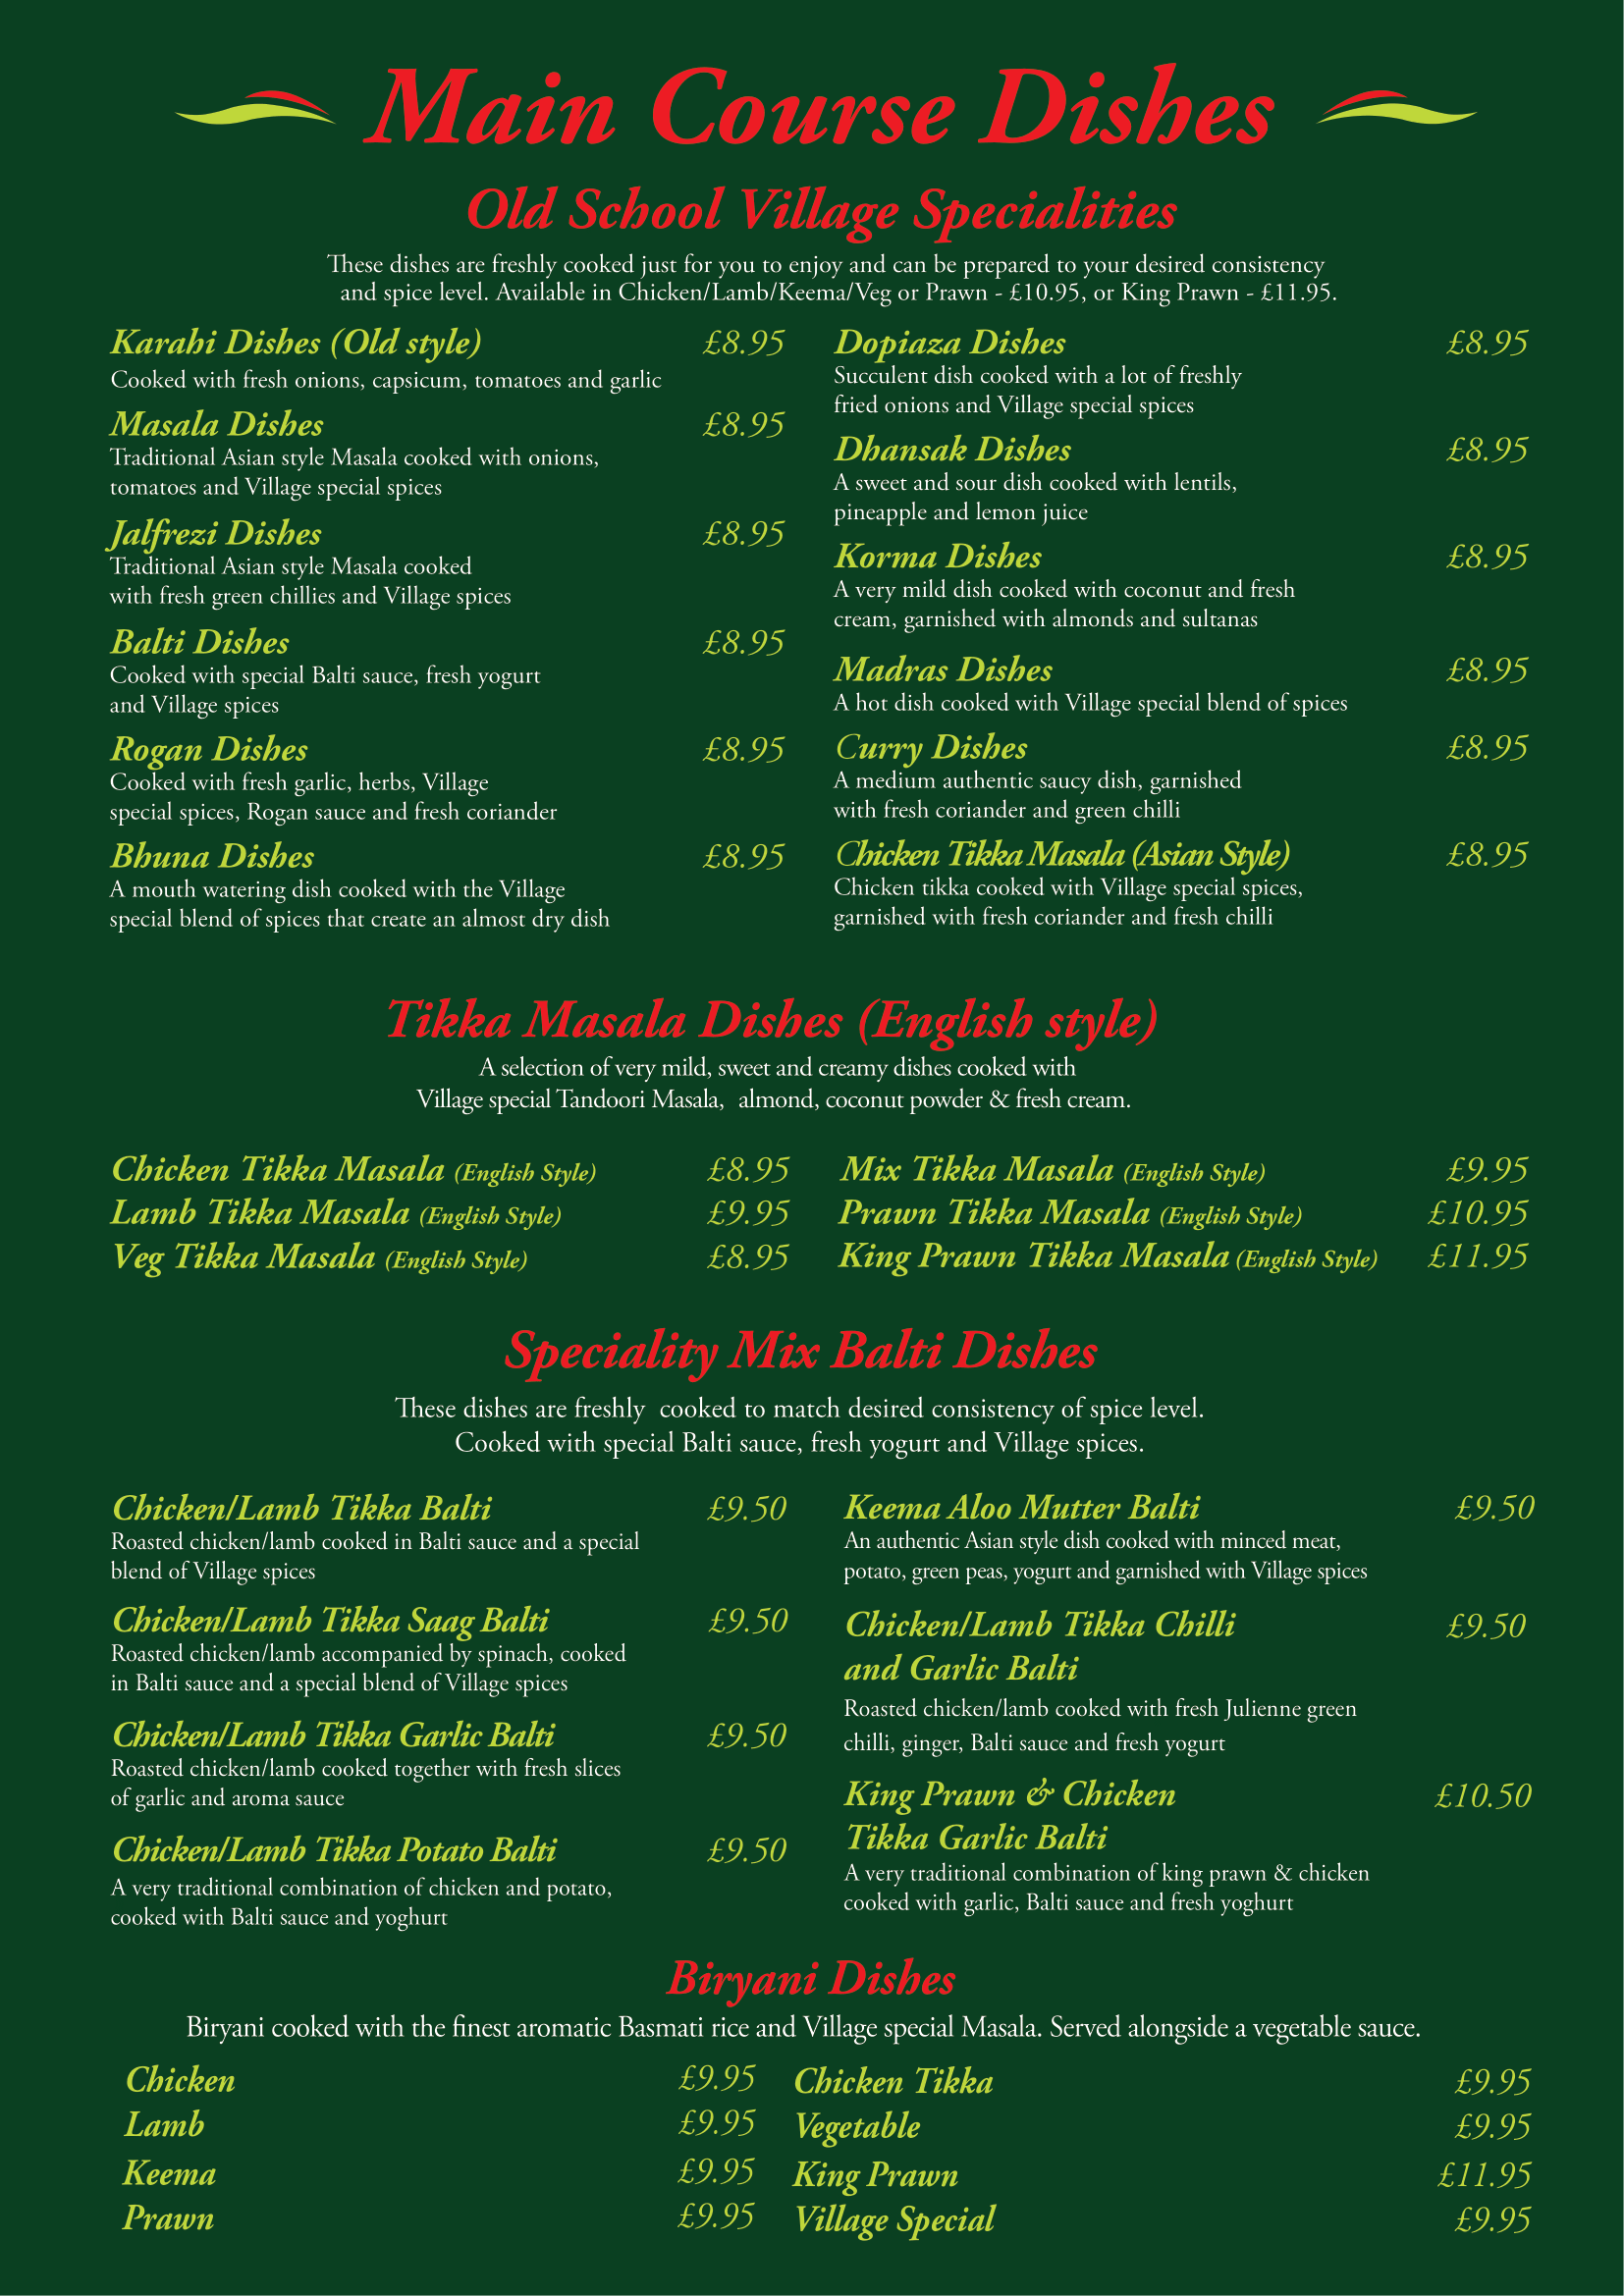 Main Course Dishes
Old School Village Specialities
These dishes are freshly cooked just for you to enjoy and can be prepared to your desired consistency
and spice level. Available in Chicken/Lamb/Keema/Veg or Prawn - £10.95, or King Prawn - £11.95.
Karahi Dishes (Old style) £8.95
Cooked with fresh onions, capsicum, tomatoes and garlic
Masala Dishes £8.95
Traditional Asian style Masala cooked with onions,
tomatoes and Village special spices
Jalfrezi Dishes £8.95
Traditional Asian style Masala cooked
with fresh green chillies and Village spices
Balti Dishes £8.95
Cooked with special Balti sauce, fresh yogurt
and Village spices
Rogan Dishes £8.95
Cooked with fresh garlic, herbs, Village
special spices, Rogan sauce and fresh coriander
Bhuna Dishes £8.95
A mouth watering dish cooked with the Village
special blend of spices that create an almost dry dish
Dopiaza Dishes £8.95
Succulent dish cooked with a lot of freshly
fried onions and Village special spices
Dhansak Dishes £8.95
A sweet and sour dish cooked with lentils,
pineapple and lemon juice
Korma Dishes £8.95
A very mild dish cooked with coconut and fresh
cream, garnished with almonds and sultanas
Madras Dishes £8.95
A hot dish cooked with Village special blend of spices
Curry Dishes £8.95
A medium authentic saucy dish, garnished
with fresh coriander and green chilli
Chicken Tikka Masala (Asian Style) £8.95
Chicken tikka cooked with Village special spices,
garnished with fresh coriander and fresh chilli
Tikka Masala Dishes (English style)
A selection of very mild, sweet and creamy dishes cooked with
Village special Tandoori Masala, almond, coconut powder & fresh cream.
Chicken Tikka Masala (English Style) £8.95
Lamb Tikka Masala (English Style) £9.95
Veg Tikka Masala (English Style) £8.95
Mix Tikka Masala (English Style) £9.95
Prawn Tikka Masala (English Style) £10.95
King Prawn Tikka Masala (English Style) £11.95
Speciality Mix Balti Dishes
These dishes are freshly cooked to match desired consistency of spice level.
Cooked with special Balti sauce, fresh yogurt and Village spices.
Chicken/Lamb Tikka Balti £9.50
Roasted chicken/lamb cooked in Balti sauce and a special
blend of Village spices
Chicken/Lamb Tikka Saag Balti £9.50
Roasted chicken/lamb accompanied by spinach, cooked
in Balti sauce and a special blend of Village spices
Chicken/Lamb Tikka Garlic Balti £9.50
Roasted chicken/lamb cooked together with fresh slices
of garlic and aroma sauce
Chicken/Lamb Tikka Potato Balti £9.50
A very traditional combination of chicken and potato,
cooked with Balti sauce and yoghurt
Keema Aloo Mutter Balti £9.50
An authentic Asian style dish cooked with minced meat,
potato, green peas, yogurt and garnished with Village spices
Chicken/Lamb Tikka Chilli £9.50
and Garlic Balti
Roasted chicken/lamb cooked with fresh Julienne green
chilli, ginger, Balti sauce and fresh yogurt
King Prawn & Chicken £10.50
Tikka Garlic Balti
A very traditional combination of king prawn & chicken
cooked with garlic, Balti sauce and fresh yoghurt
Biryani Dishes
Biryani cooked with the finest aromatic Basmati rice and Village special Masala. Served alongside a vegetable sauce.
Chicken £9.95
Lamb £9.95
Keema £9.95
Prawn £9.95
Chicken Tikka £9.95
Vegetable £9.95
King Prawn £11.95
Village Special £9.95